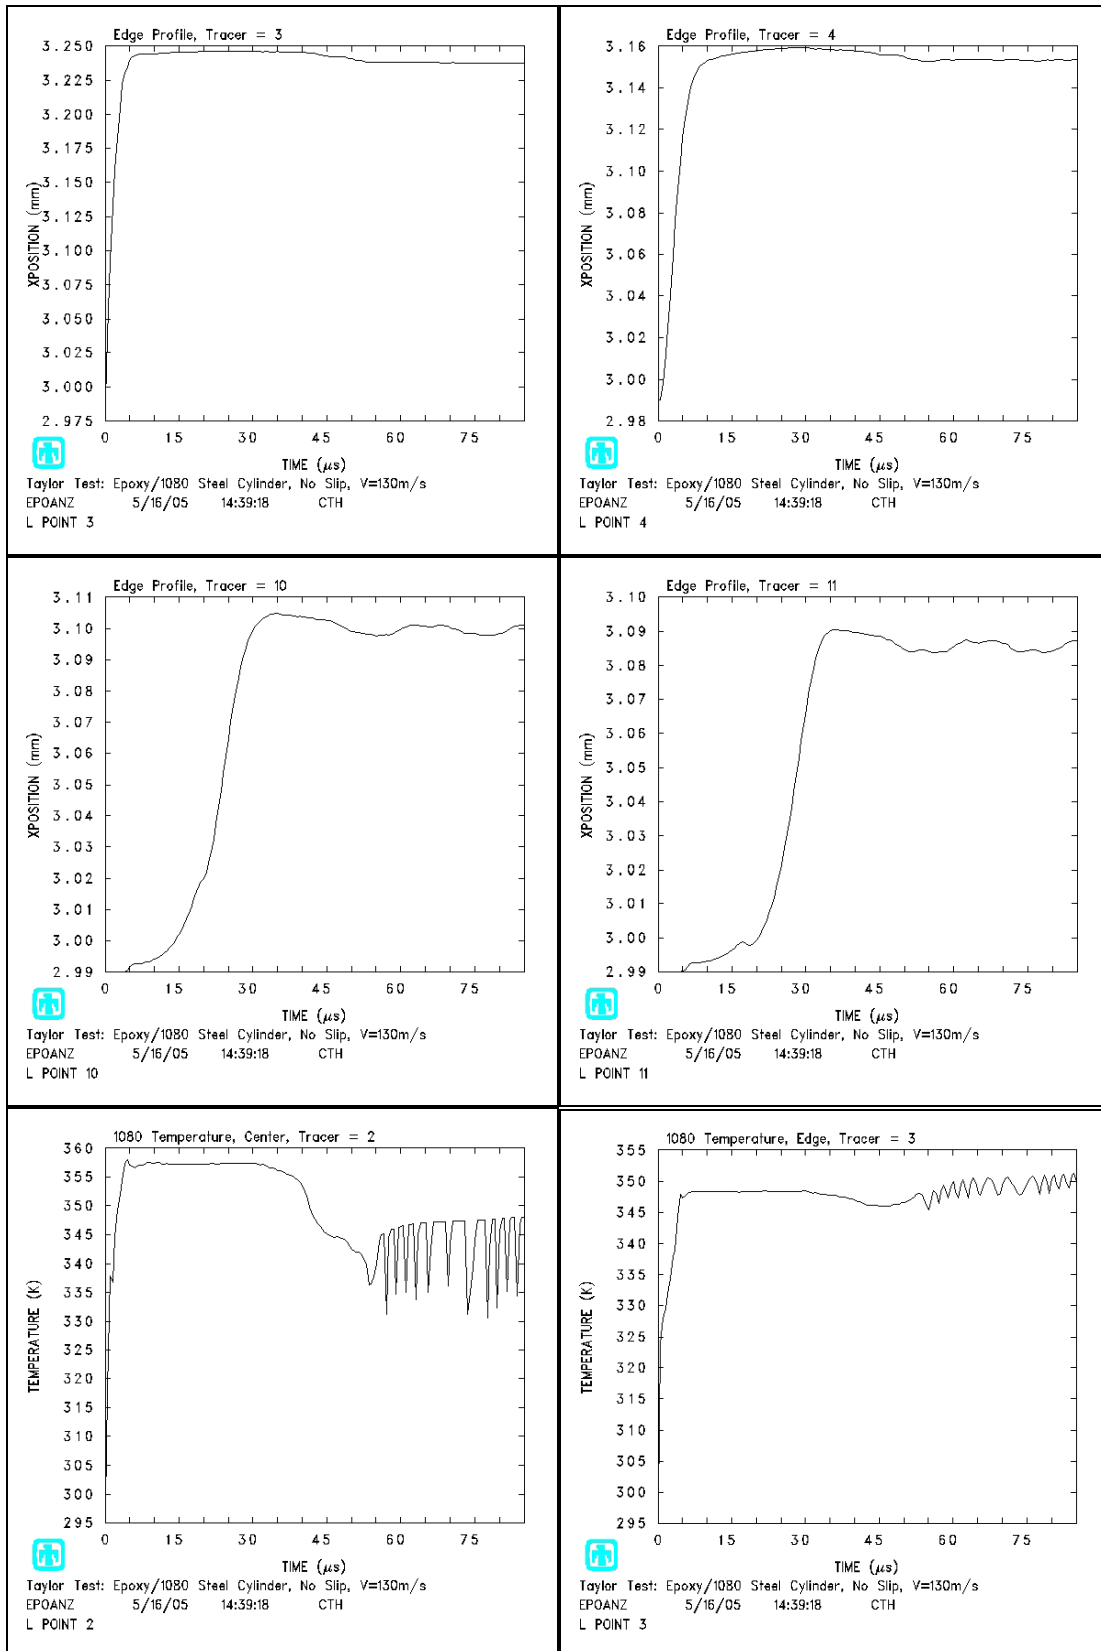 Edge Profile, Tracer = 3
3.250
3.225
3.200
3.175
3.150
3.125
3.100
3.075
3.050
3.025
3.000
2.975
XPOSITION (mm)
0 15 30 45 60 75
TIME (μs)
Taylor Test: Epoxy/1080 Steel Cylinder, No Slip, V=130m/s
EPOANZ 5/16/05 14:39:18 CTH
L POINT 3
Edge Profile, Tracer = 4
3.16
3.14
3.12
3.10
3.08
3.06
3.04
3.02
3.00
2.98
XPOSITION (mm)
0 15 30 45 60 75
TIME (μs)
Taylor Test: Epoxy/1080 Steel Cylinder, No Slip, V=130m/s
EPOANZ 5/16/05 14:39:18 CTH
L POINT 4
Edge Profile, Tracer = 10
3.11
3.10
3.09
3.08
3.07
3.06
3.05
3.04
3.03
3.02
3.01
3.00
2.99
XPOSITION (mm)
0 15 30 45 60 75
TIME (μs)
Taylor Test: Epoxy/1080 Steel Cylinder, No Slip, V=130m/s
EPOANZ 5/16/05 14:39:18 CTH
L POINT 10
Edge Profile, Tracer = 11
3.10
3.09
3.08
3.07
3.06
3.05
3.04
3.03
3.02
3.01
3.00
2.99
XPOSITION (mm)
0 15 30 45 60 75
TIME (μs)
Taylor Test: Epoxy/1080 Steel Cylinder, No Slip, V=130m/s
EPOANZ 5/16/05 14:39:18 CTH
L POINT 11
1080 Temperature, Center, Tracer = 2
360
355
350
345
340
335
330
325
320
315
310
305
300
295
TEMPERATURE (K)
0 15 30 45 60 75
TIME (μs)
Taylor Test: Epoxy/1080 Steel Cylinder, No Slip, V=130m/s
EPOANZ 5/16/05 14:39:18 CTH
L POINT 2
1080 Temperature, Edge, Tracer = 3
355
350
345
340
335
330
325
320
315
310
305
300
295
TEMPERATURE (K)
0 15 30 45 60 75
TIME (μs)
Taylor Test: Epoxy/1080 Steel Cylinder, No Slip, V=130m/s
EPOANZ 5/16/05 14:39:18 CTH
L POINT 3